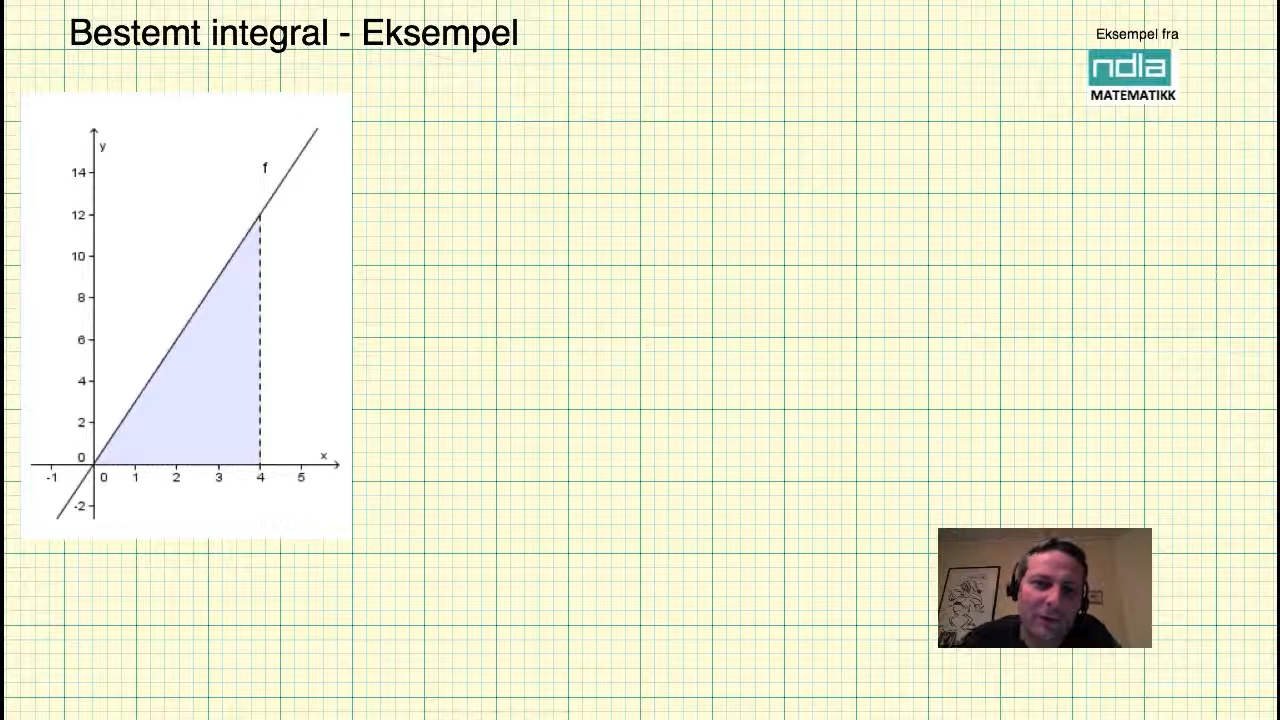 Bestemt integral - Eksempel
Eksempel fra
ndla
MATEMATIKK
y
f
14
12
10
8
6
4
2
0
x
-1 0 1 2 3 4 5
-2